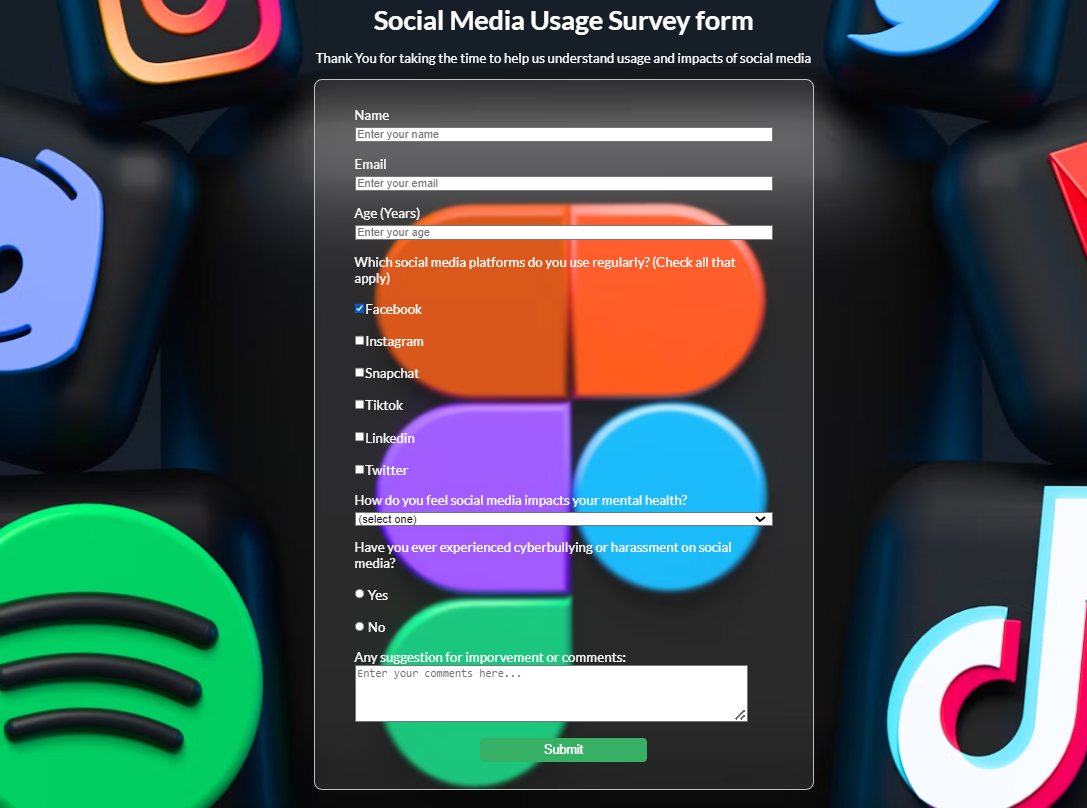 Social Media Usage Survey form
Thank You for taking the time to help us understand usage and impacts of social media
Name
Enter your name
Email
Enter your email
Age (Years)
Enter your age
Which social media platforms do you use regularly? (Check all that
apply)
Facebook
Instagram
Snapchat
Tiktok
Linkedin
Twitter
How do you feel social media impacts your mental health?
(select one)
Have you ever experienced cyberbullying or harassment on social
media?
Yes
No
Any suggestion for imporvement or comments:
Enter your comments here...
Submit